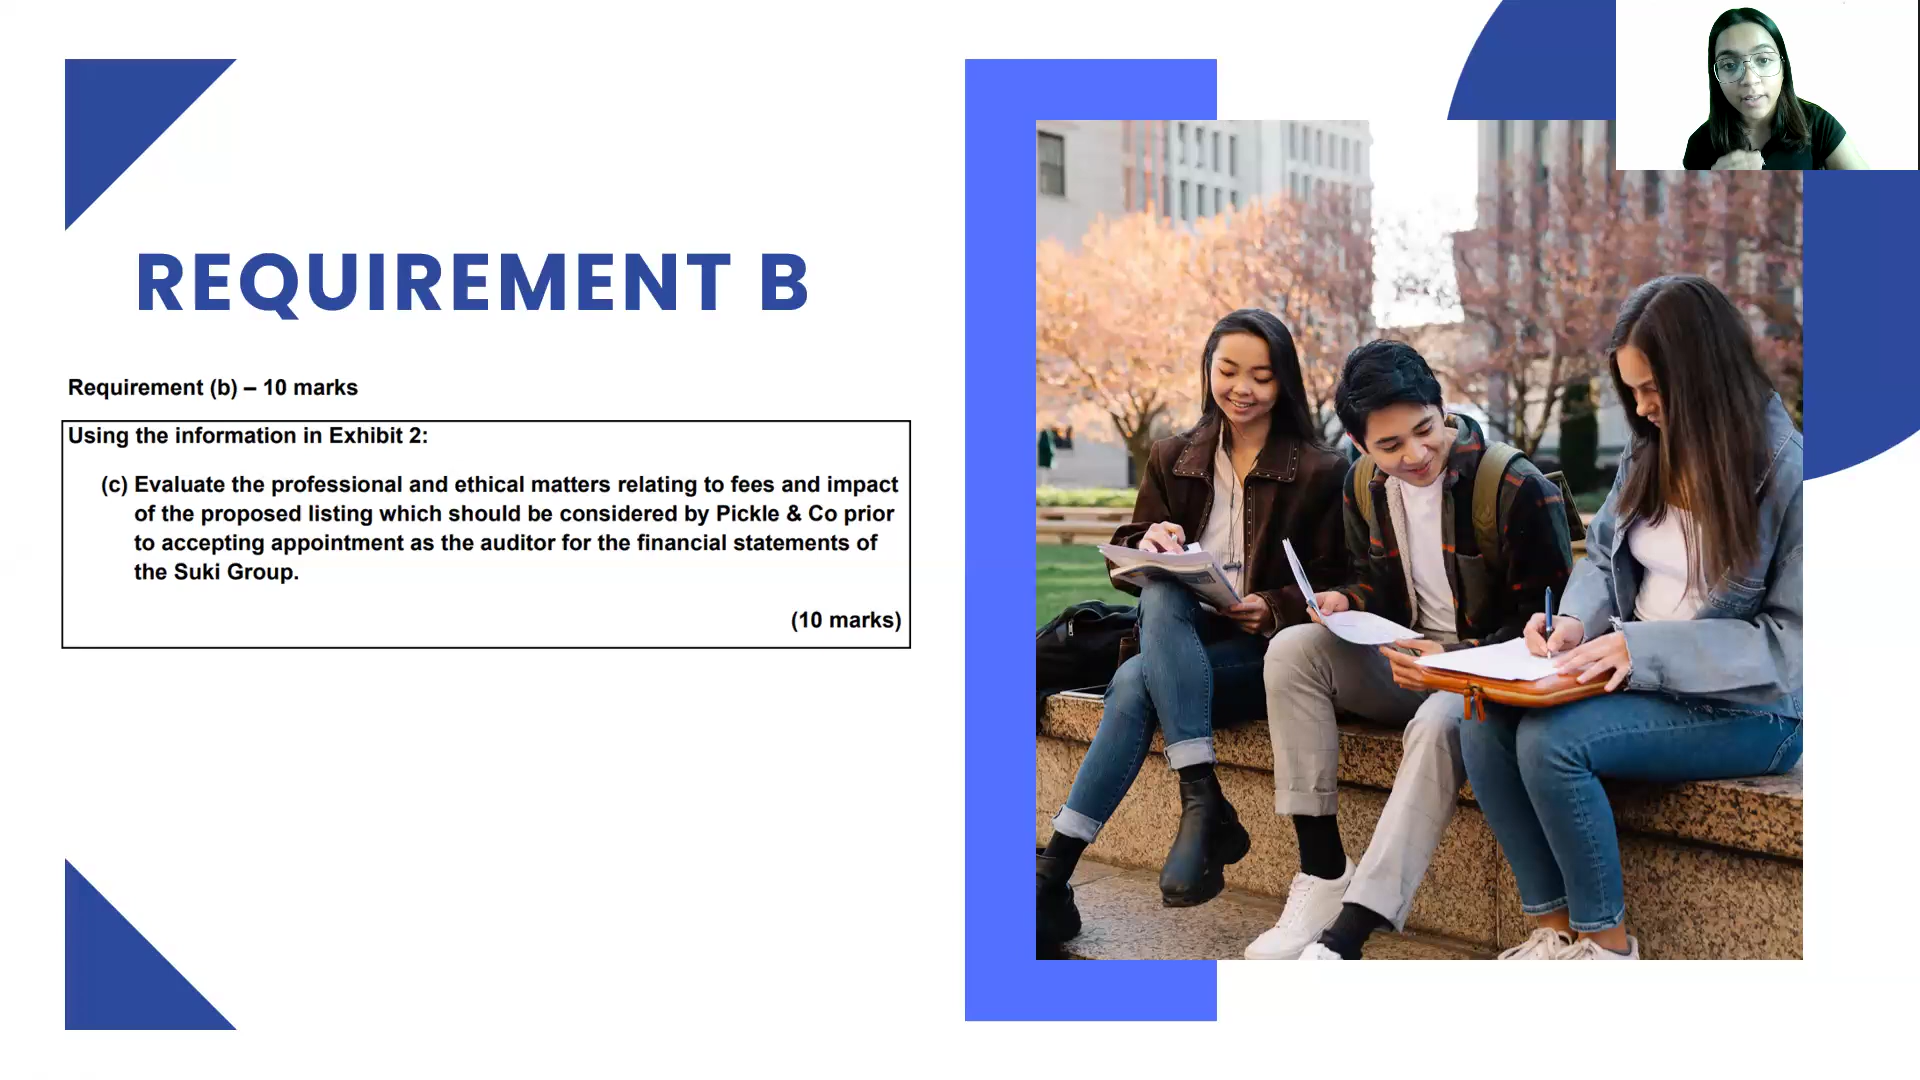 REQUIREMENT B
Requirement (b) – 10 marks
Using the information in Exhibit 2:
(c) Evaluate the professional and ethical matters relating to fees and impact
of the proposed listing which should be considered by Pickle & Co prior
to accepting appointment as the auditor for the financial statements of
the Suki Group.
(10 marks)